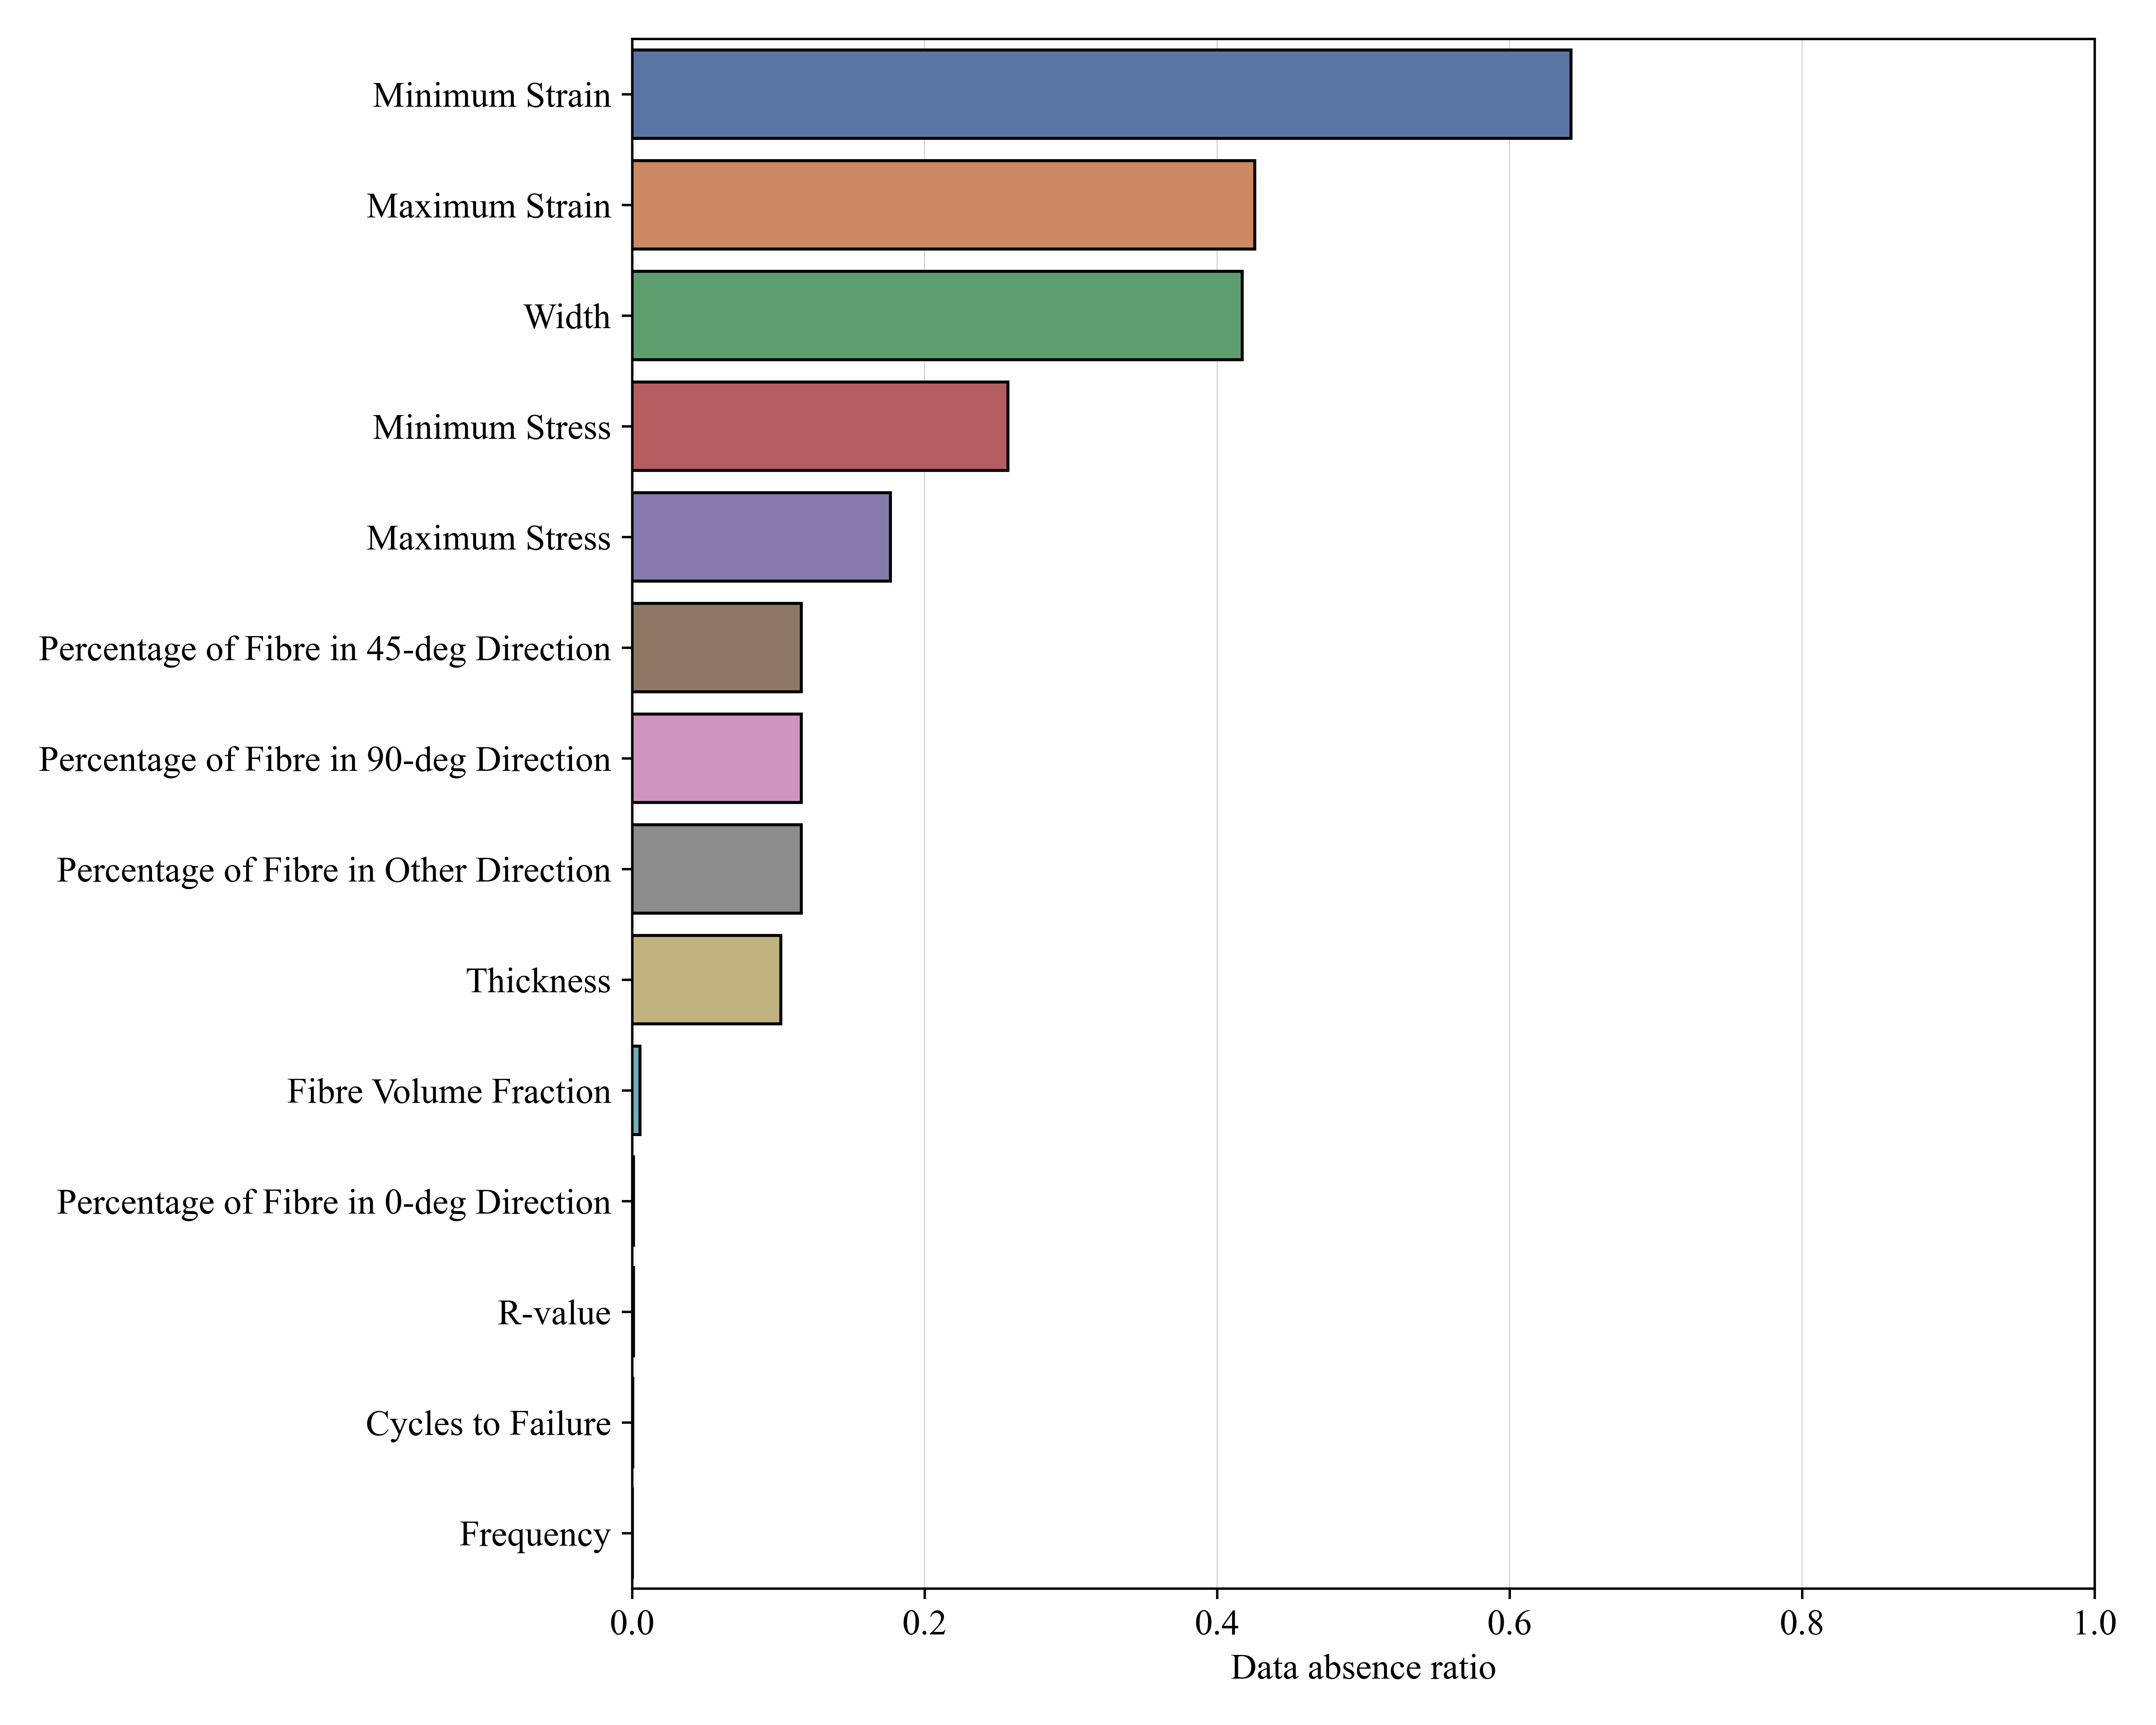 Minimum Strain
Maximum Strain
Width
Minimum Stress
Maximum Stress
Percentage of Fibre in 45-deg Direction
Percentage of Fibre in 90-deg Direction
Percentage of Fibre in Other Direction
Thickness
Fibre Volume Fraction
Percentage of Fibre in 0-deg Direction
R-value
Cycles to Failure
Frequency
0.0 0.2 0.4 0.6 0.8 1.0
Data absence ratio